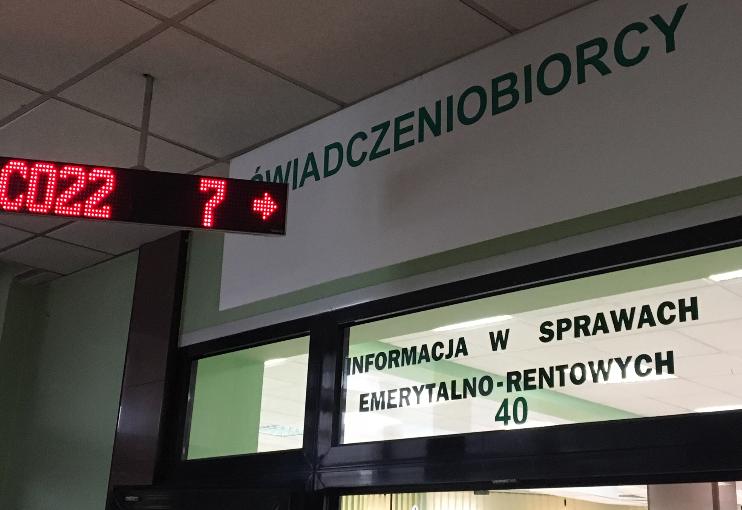 ŚWIADCZENIOBIORCY
C022 7 →
INFORMACJA W SPRAWACH
EMERYTALNO-RENTOWYCH
40